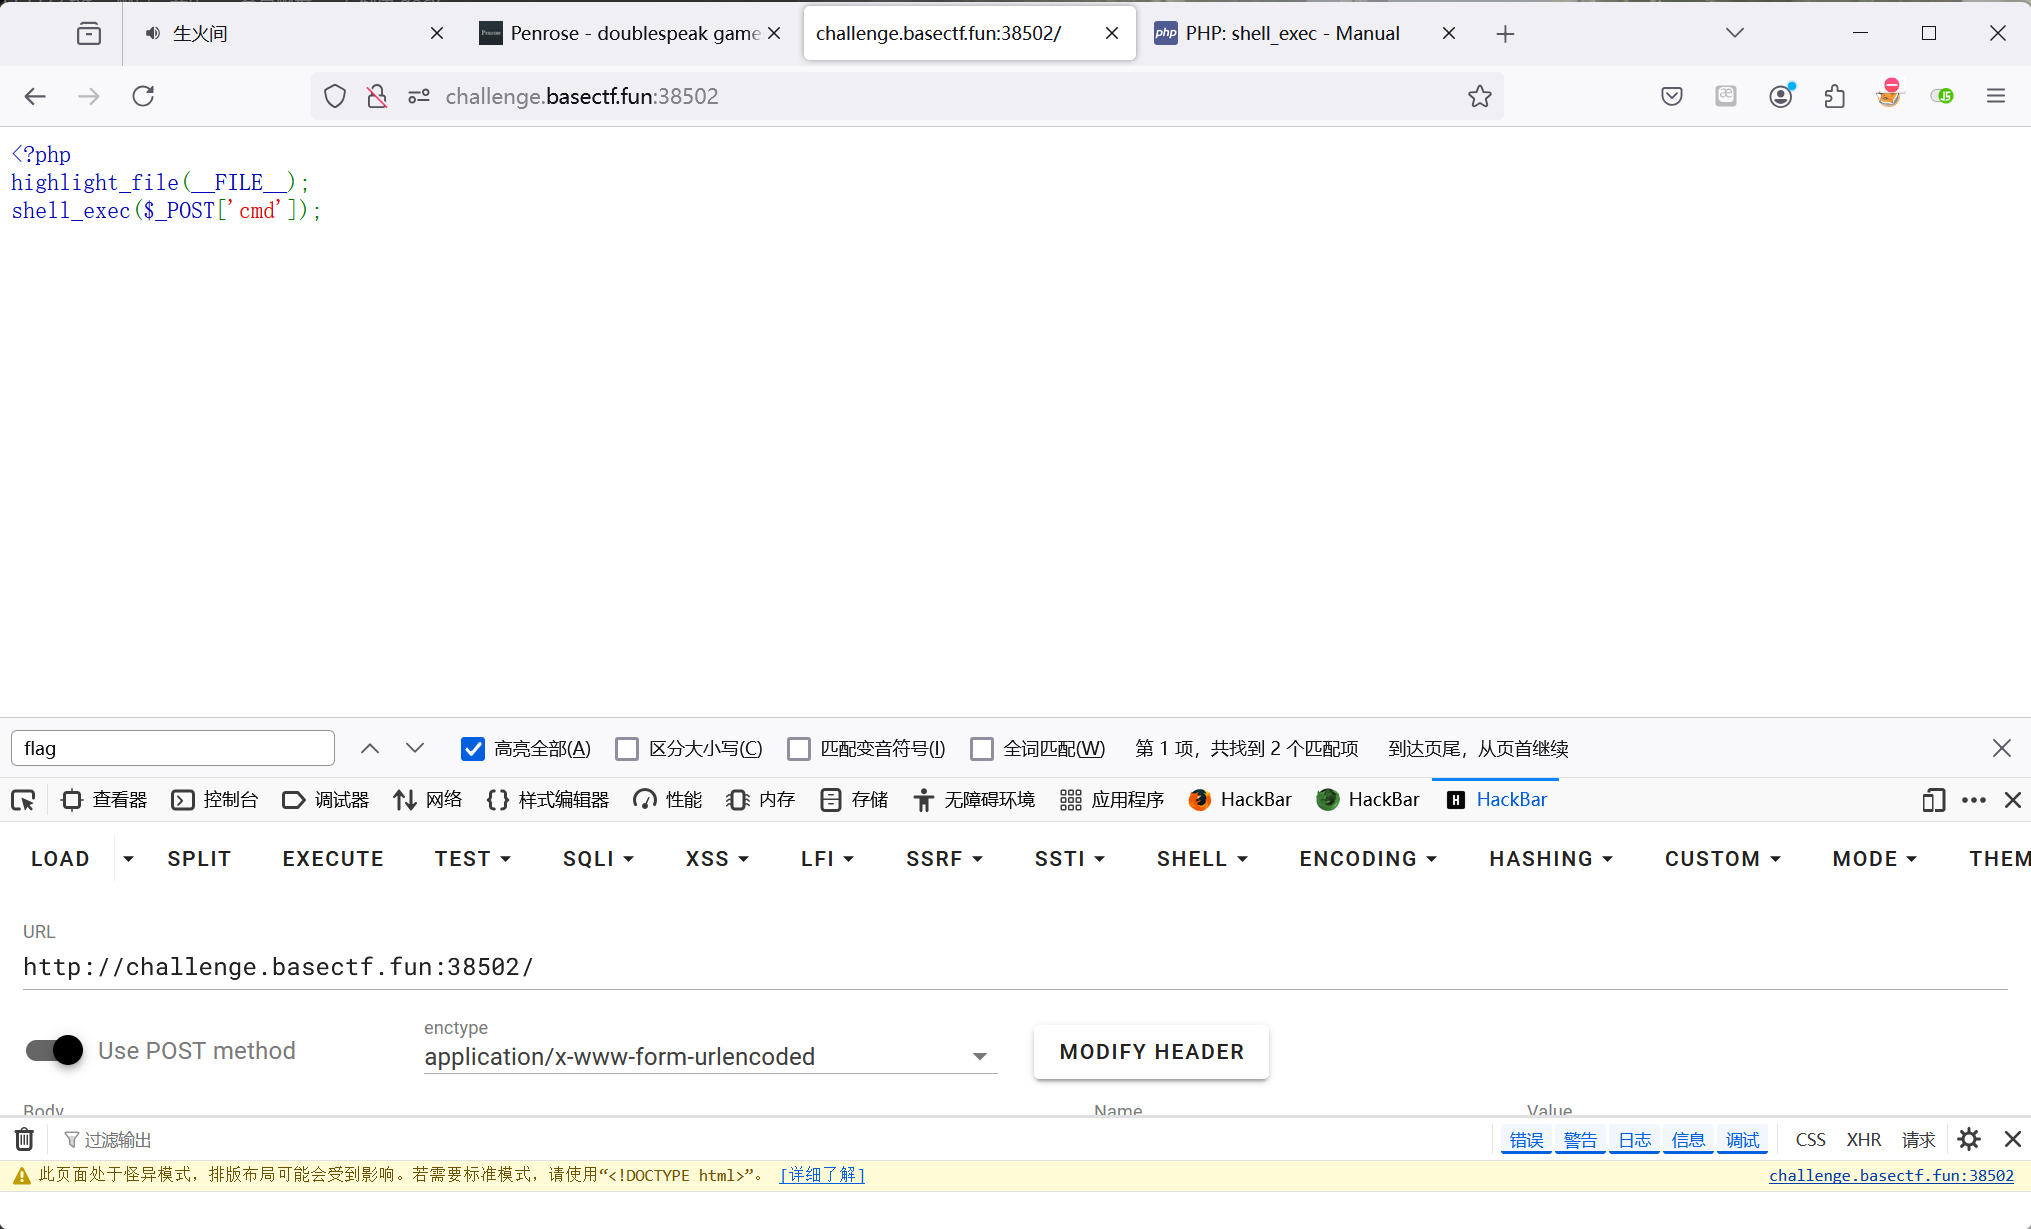 生火间
Penrose - doublespeak game
challenge.basectf.fun:38502/
PHP: shell_exec - Manual
challenge.basectf.fun:38502
<?php
highlight_file(__FILE__);
shell_exec($_POST['cmd']);
flag
高亮全部(A)
区分大小写(C)
匹配变音符号(I)
全词匹配(W)
第 1 项，共找到 2 个匹配项
到达页尾，从页首继续
查看器
控制台
调试器
网络
样式编辑器
性能
内存
存储
无障碍环境
应用程序
HackBar
HackBar
HackBar
LOAD
SPLIT
EXECUTE
TEST
SQLI
XSS
LFI
SSRF
SSTI
SHELL
ENCODING
HASHING
CUSTOM
MODE
THEM
URL
http://challenge.basectf.fun:38502/
Use POST method
enctype
application/x-www-form-urlencoded
MODIFY HEADER
Body
Name
Value
过滤输出
错误
警告
日志
信息
调试
CSS
XHR
请求
此页面处于怪异模式，排版布局可能会受到影响。若需要标准模式，请使用“<!DOCTYPE html>”。 [详细了解]
challenge.basectf.fun:38502